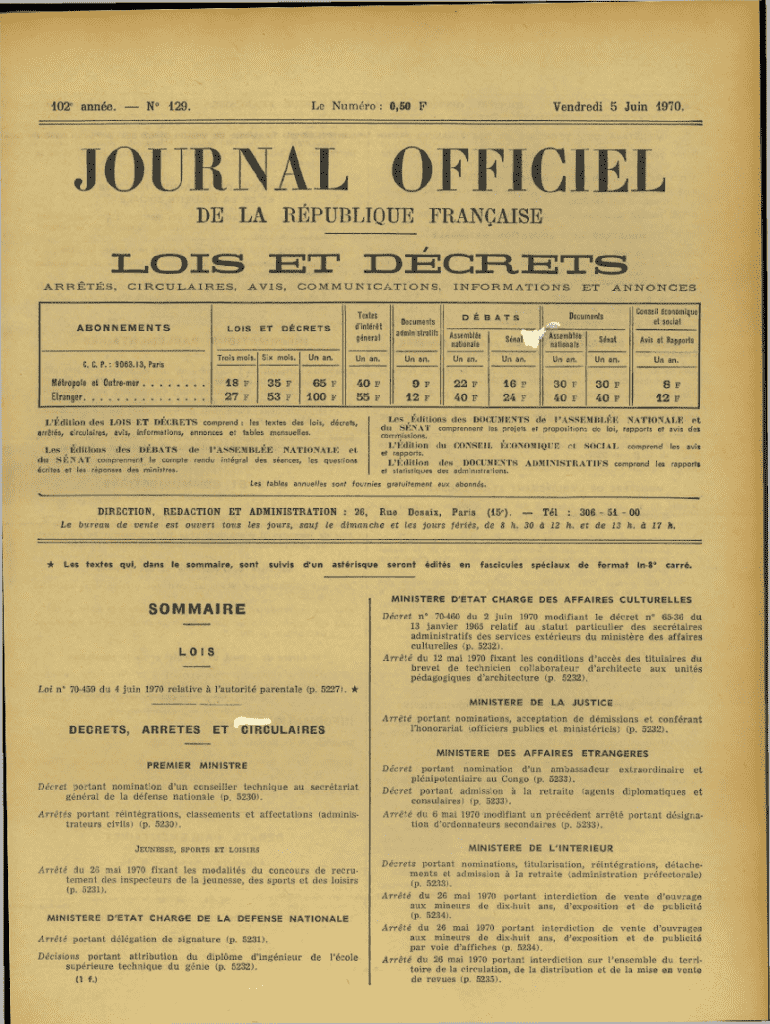 102e année. — N° 129.
Le Numéro : 0,50 F
Vendredi 5 Juin 1970.
JOURNAL OFFICIEL
DE LA RÉPUBLIQUE FRANÇAISE
LOIS ET DÉCRETS
ARRÊTÉS, CIRCULAIRES, AVIS, COMMUNICATIONS, INFORMATIONS ET ANNONCES
ABONNEMENTS
LOIS ET DÉCRETS
Textes
d'intérêt
général
Documents
administratifs
DÉBATS
Documents
Conseil économique
et social
Assemblée
nationale
Sénat
Assemblée
nationale
Sénat
Avis et Rapports
C. C. P. : 9063.13, Paris
Trois mois. Six mois. Un an. Un an. Un an. Un an. Un an. Un an. Un an. Un an.
Métropole et Outre-mer . . . . . . . . 18 F 35 F 65 F 40 F 9 F 22 F 16 F 30 F 30 F 8 F
Etranger. . . . . . . . . . . . . . . 27 F 53 F 100 F 55 F 12 F 40 F 24 F 40 F 40 F 12 F
L'Édition des LOIS ET DÉCRETS comprend : les textes des lois, décrets,
arrêtés, circulaires, avis, informations, annonces et tables mensuelles.
Les Éditions des DÉBATS de l'ASSEMBLÉE NATIONALE et
du SÉNAT comprennent le compte rendu intégral des séances, les questions
écrites et les réponses des ministres.
Les Éditions des DOCUMENTS de l'ASSEMBLÉE NATIONALE et
du SÉNAT comprennent les projets et propositions de loi, rapports et avis des
commissions.
L'Édition du CONSEIL ÉCONOMIQUE et SOCIAL comprend les avis
et rapports.
L'Édition des DOCUMENTS ADMINISTRATIFS comprend les rapports
et statistiques des administrations.
Les tables annuelles sont fournies gratuitement aux abonnés.
DIRECTION, REDACTION ET ADMINISTRATION : 26, Rue Desaix, Paris (15e). — Tél : 306-51-00
Le bureau de vente est ouvert tous les jours, sauf le dimanche et les jours fériés, de 8 h. 30 à 12 h. et de 13 h. à 17 h.
★ Les textes qui, dans le sommaire, sont suivis d'un astérisque seront édités en fascicules spéciaux de format in-8° carré.
SOMMAIRE
LOIS
Loi n° 70-459 du 4 juin 1970 relative à l'autorité parentale (p. 5227). ★
DECRETS, ARRETES ET CIRCULAIRES
PREMIER MINISTRE
Décret portant nomination d'un conseiller technique au secrétariat
général de la défense nationale (p. 5230).
Arrêtés portant réintégrations, classements et affectations (adminis-
trateurs civils) (p. 5230).
JEUNESSE, SPORTS ET LOISIRS
Arrêté du 26 mai 1970 fixant les modalités du concours de recru-
tement des inspecteurs de la jeunesse, des sports et des loisirs
(p. 5231).
MINISTERE D'ETAT CHARGE DE LA DEFENSE NATIONALE
Arrêté portant délégation de signature (p. 5231).
Décisions portant attribution du diplôme d'ingénieur de l'école
supérieure technique du génie (p. 5232).
(1 f.)
MINISTERE D'ETAT CHARGE DES AFFAIRES CULTURELLES
Décret n° 70-460 du 2 juin 1970 modifiant le décret n° 65-36 du
13 janvier 1965 relatif au statut particulier des secrétaires
administratifs des services extérieurs du ministère des affaires
culturelles (p. 5232).
Arrêté du 12 mai 1970 fixant les conditions d'accès des titulaires du
brevet de technicien collaborateur d'architecte aux unités
pédagogiques d'architecture (p. 5232).
MINISTERE DE LA JUSTICE
Arrêté portant nominations, acceptation de démissions et conférant
l'honorariat (officiers publics et ministériels) (p. 5232).
MINISTERE DES AFFAIRES ETRANGERES
Décret portant nomination d'un ambassadeur extraordinaire et
plénipotentiaire au Congo (p. 5233).
Décret portant admission à la retraite (agents diplomatiques et
consulaires) (p. 5233).
Arrêté du 6 mai 1970 modifiant un précédent arrêté portant désigna-
tion d'ordonnateurs secondaires (p. 5233).
MINISTERE DE L'INTERIEUR
Décrets portant nominations, titularisation, réintégrations, détache-
ments et admission à la retraite (administration préfectorale)
(p. 5233).
Arrêté du 26 mai 1970 portant interdiction de vente d'ouvrage
aux mineurs de dix-huit ans, d'exposition et de publicité
(p. 5234).
Arrêté du 26 mai 1970 portant interdiction de vente d'ouvrages
aux mineurs de dix-huit ans, d'exposition et de publicité
par voie d'affiches (p. 5234).
Arrêté du 26 mai 1970 portant interdiction sur l'ensemble du terri-
toire de la circulation, de la distribution et de la mise en vente
de revues (p. 5235).